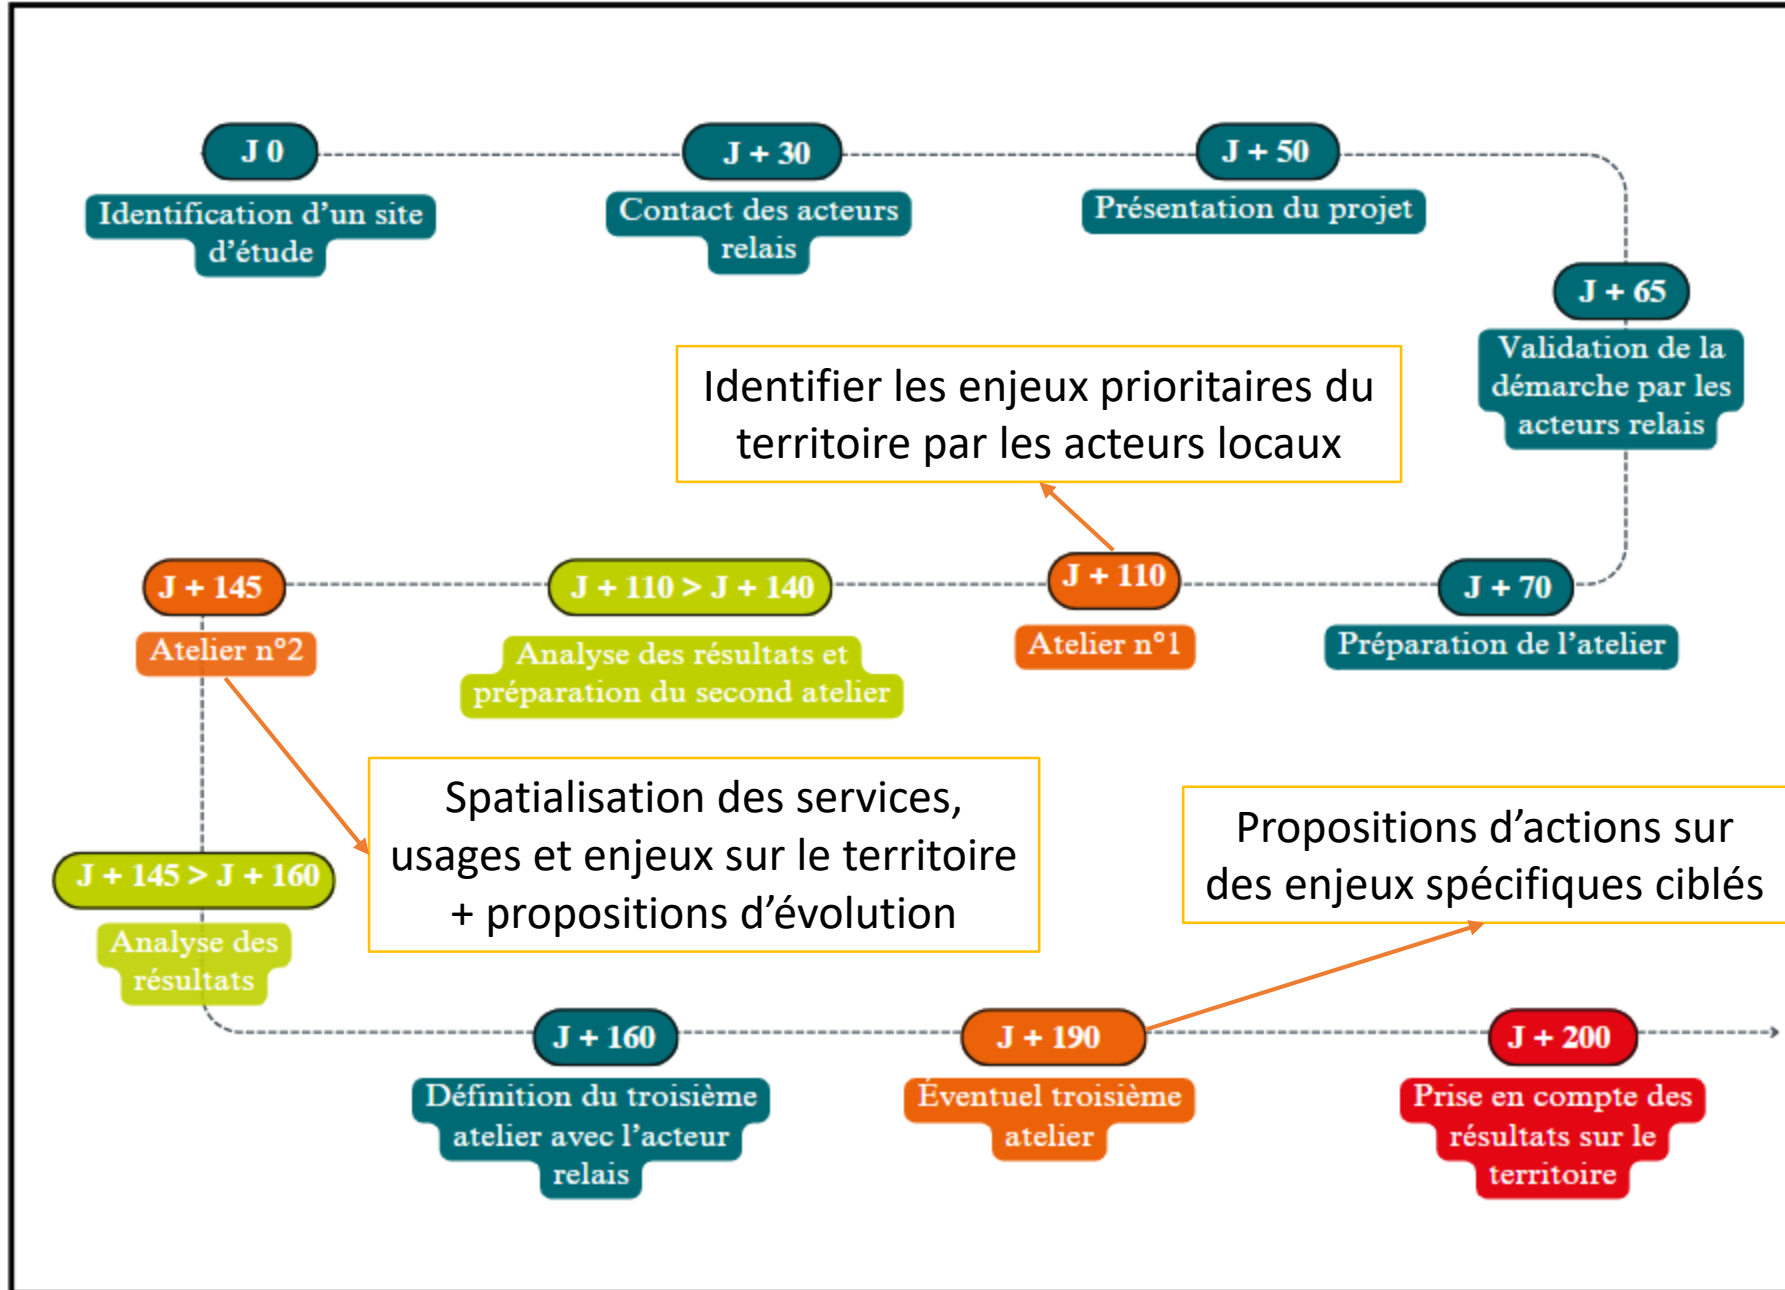 J 0
Identification d’un site
d’étude
J + 30
Contact des acteurs
relais
J + 50
Présentation du projet
J + 65
Validation de la
démarche par les
acteurs relais
Identifier les enjeux prioritaires du
territoire par les acteurs locaux
J + 70
Préparation de l’atelier
J + 110
Atelier n°1
J + 110 > J + 140
Analyse des résultats et
préparation du second atelier
J + 145
Atelier n°2
Spatialisation des services,
usages et enjeux sur le territoire
+ propositions d’évolution
J + 145 > J + 160
Analyse des
résultats
J + 160
Définition du troisième
atelier avec l’acteur
relais
J + 190
Éventuel troisième
atelier
Propositions d’actions sur
des enjeux spécifiques ciblés
J + 200
Prise en compte des
résultats sur le
territoire